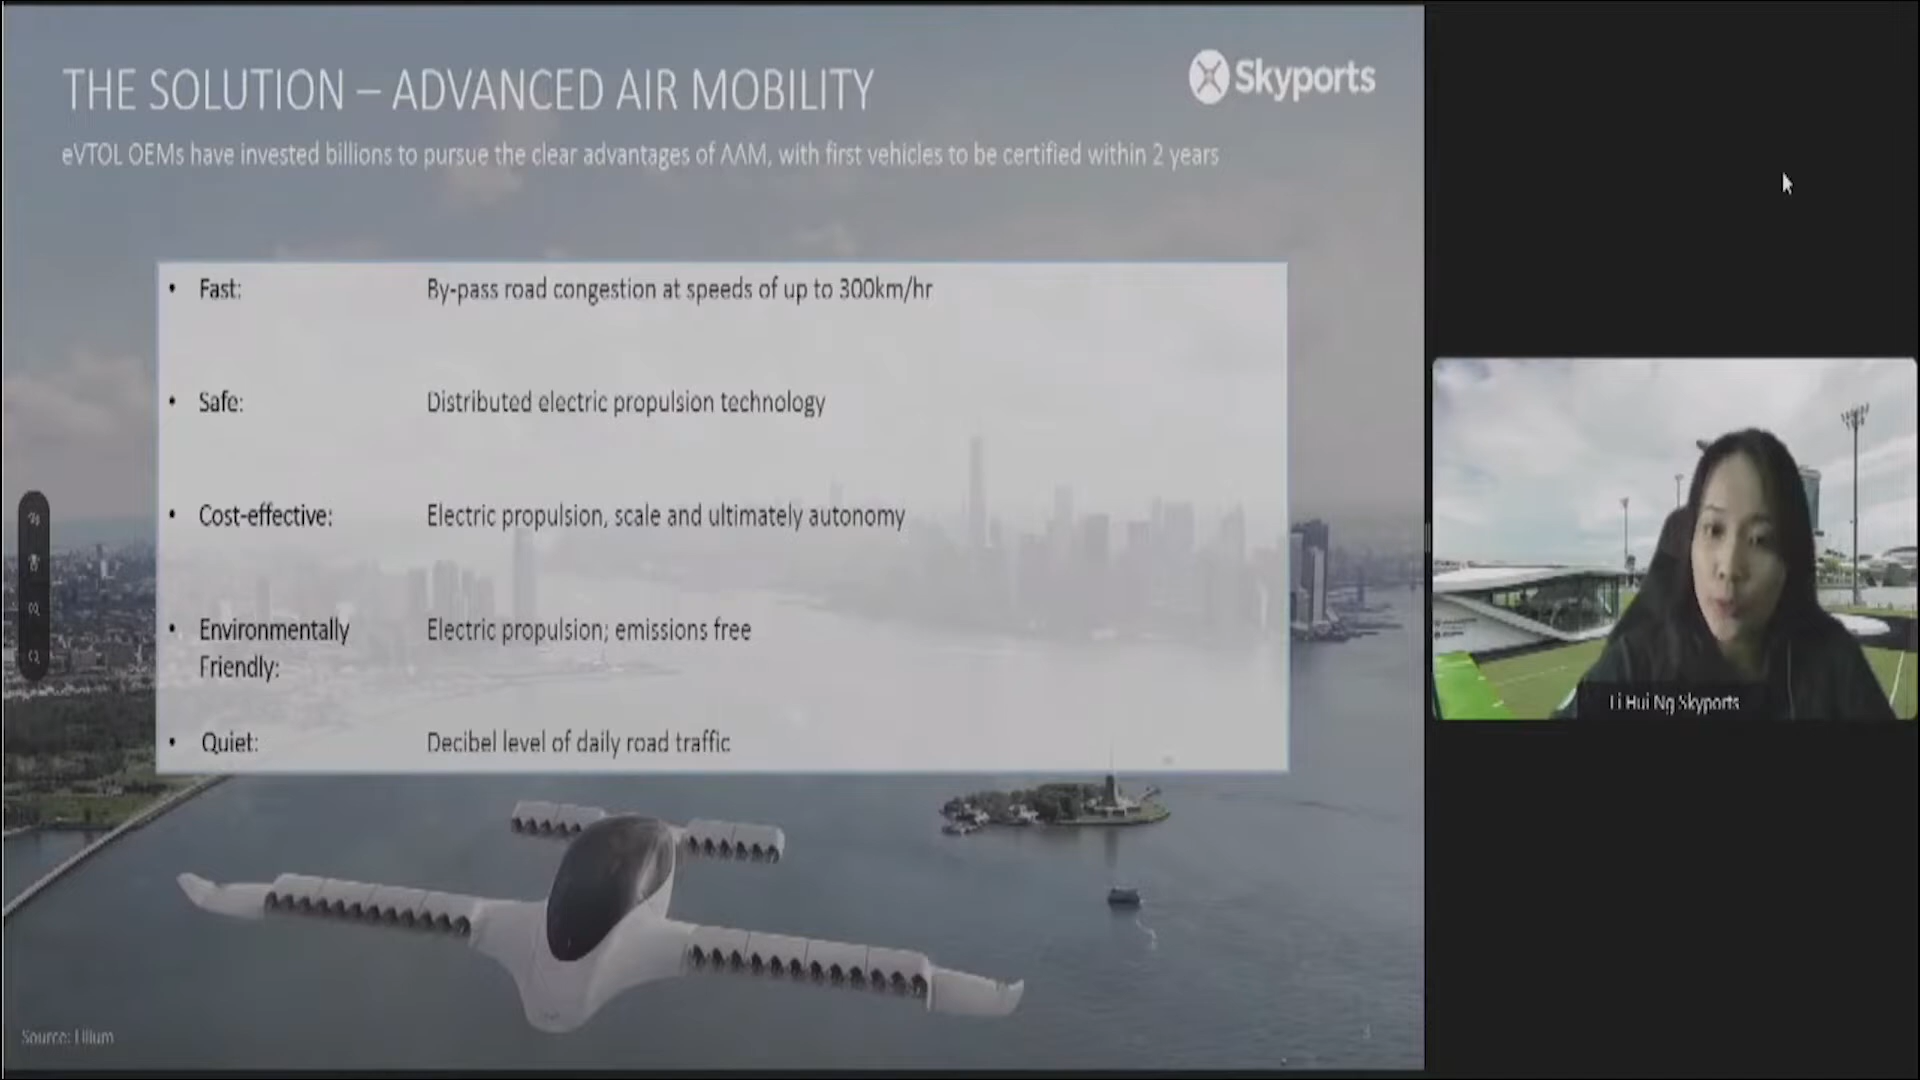 THE SOLUTION – ADVANCED AIR MOBILITY
Skyports
eVTOL OEMs have invested billions to pursue the clear advantages of AAM, with first vehicles to be certified within 2 years
• Fast: By-pass road congestion at speeds of up to 300km/hr
• Safe: Distributed electric propulsion technology
• Cost-effective: Electric propulsion, scale and ultimately autonomy
• Environmentally Electric propulsion; emissions free
Friendly:
• Quiet: Decibel level of daily road traffic
Li Hui Ng Skyports
Source: Lilium